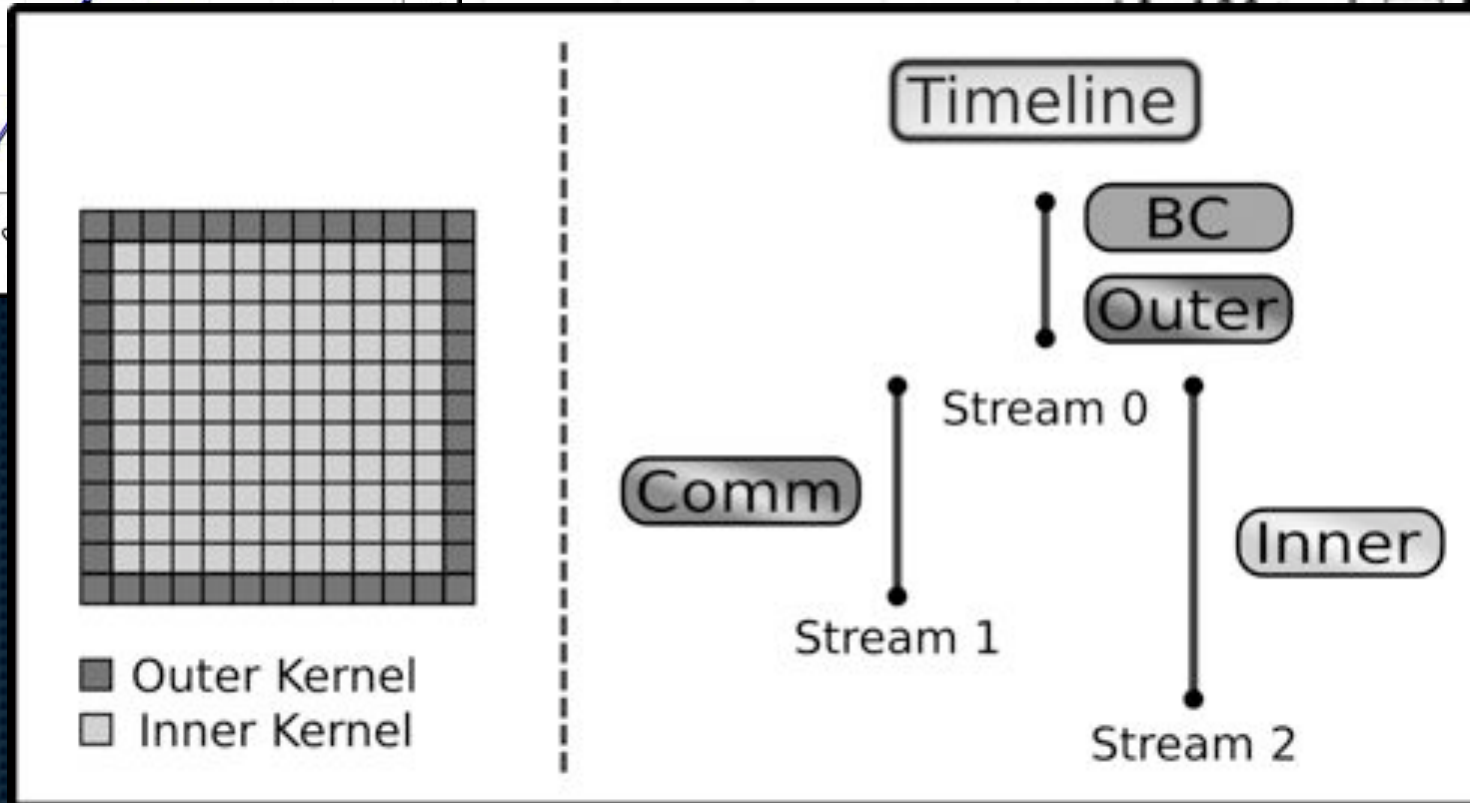 Timeline
BC
Outer
Stream 0
Comm
Inner
Stream 1
Outer Kernel
Inner Kernel
Stream 2